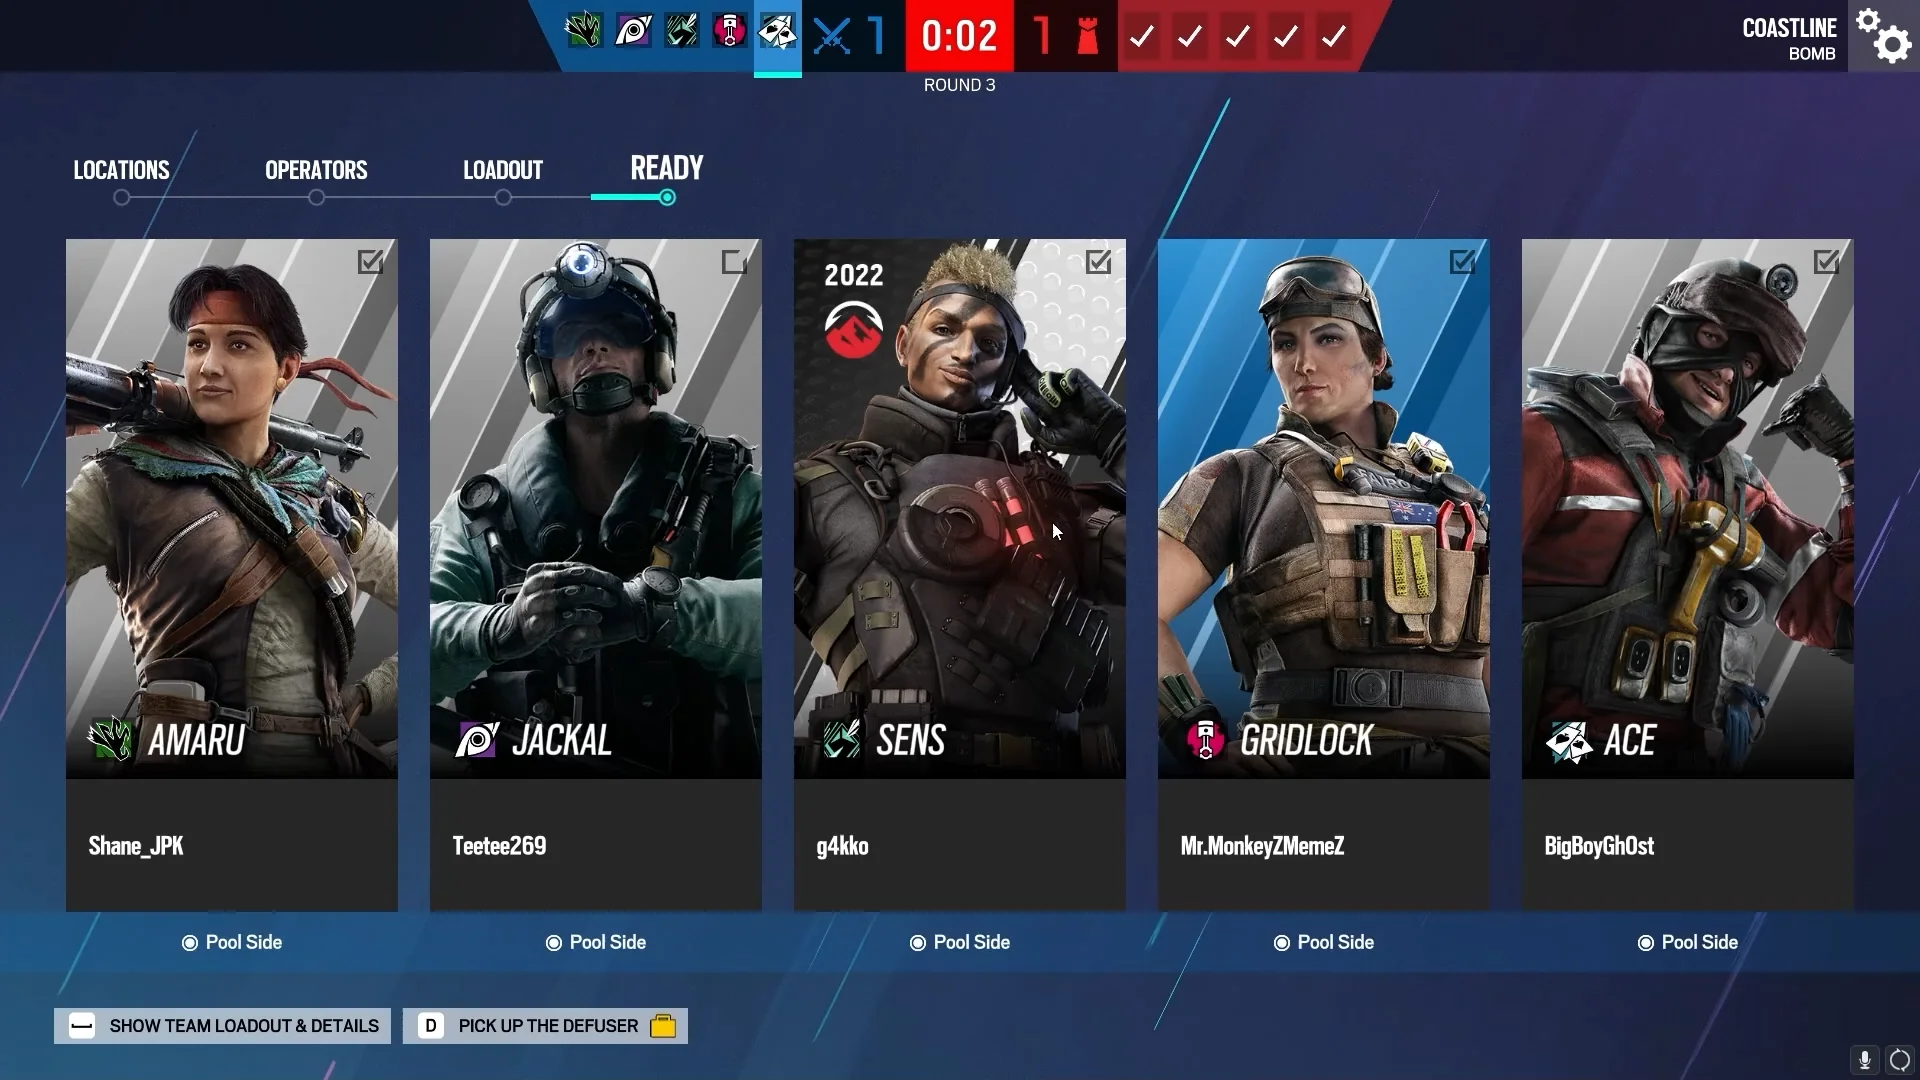 1 0:02 1
COASTLINE
BOMB
ROUND 3
LOCATIONS OPERATORS LOADOUT READY
2022
AMARU JACKAL SENS GRIDLOCK ACE
Shane_JPK Teetee269 g4kko Mr.MonkeyZMemeZ BigBoyGh0st
Pool Side Pool Side Pool Side Pool Side Pool Side
SHOW TEAM LOADOUT & DETAILS D PICK UP THE DEFUSER